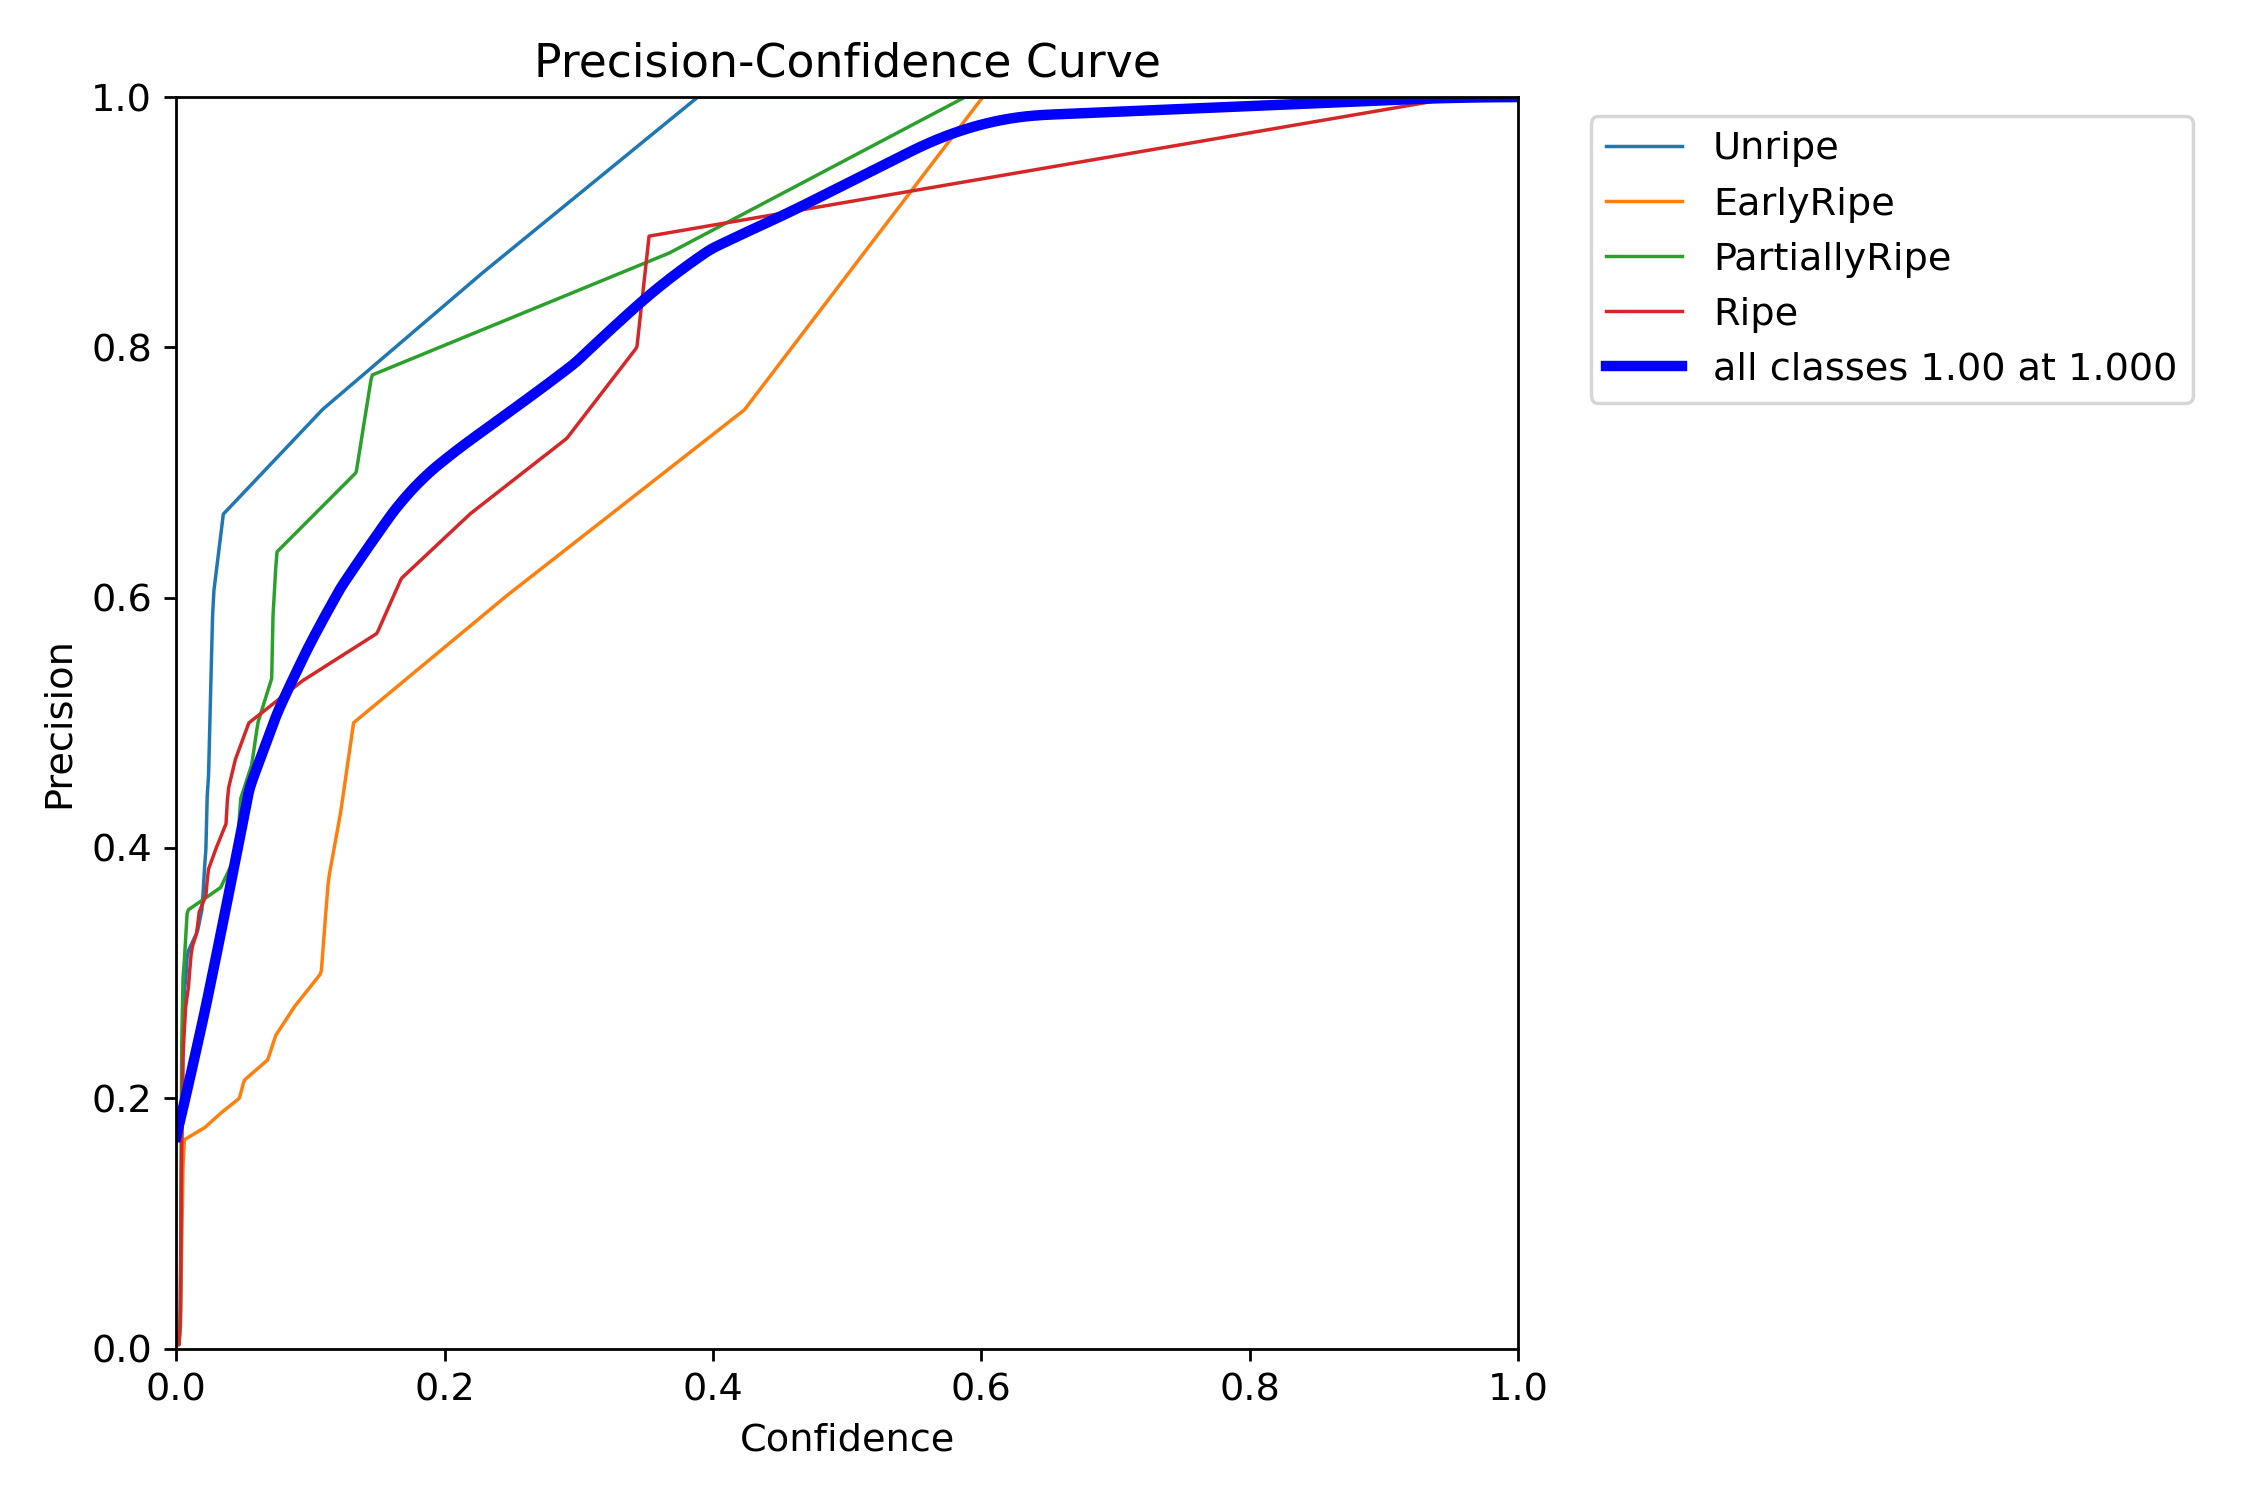 Precision-Confidence Curve
1.0
0.8
0.6
0.4
0.2
0.0
Precision
0.0 0.2 0.4 0.6 0.8 1.0
Confidence
Unripe
EarlyRipe
PartiallyRipe
Ripe
all classes 1.00 at 1.000